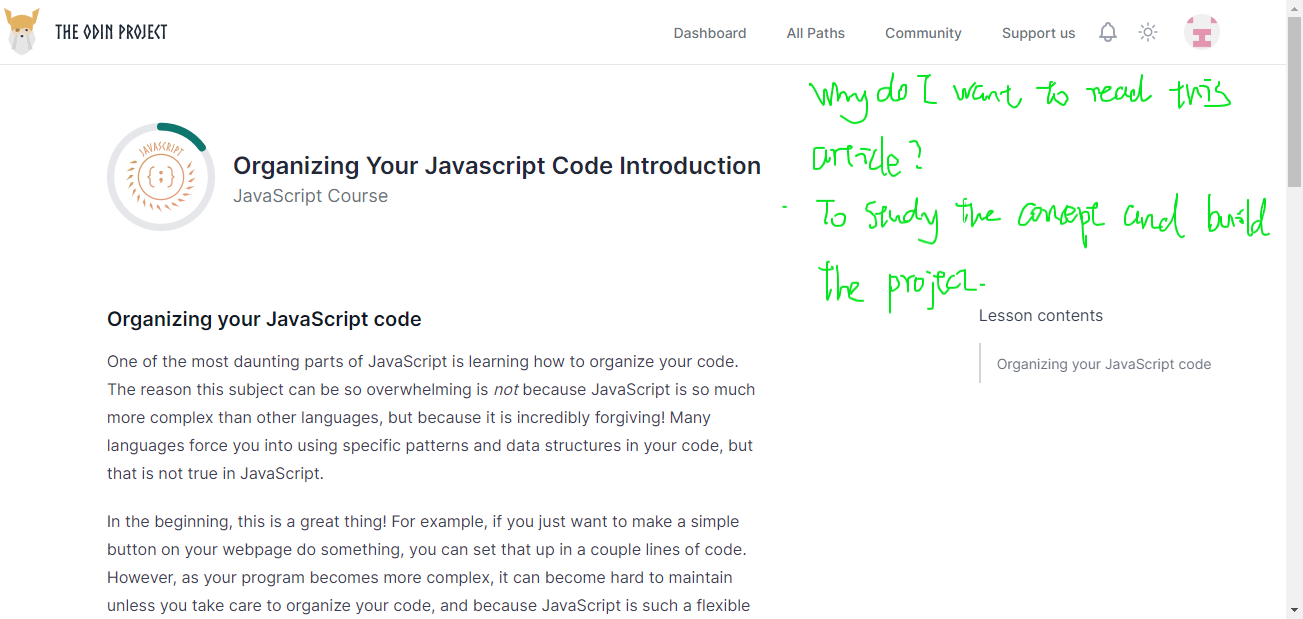 THE ODIN PROJECT
Dashboard
All Paths
Community
Support us
Why do I want to read this
article?
- To study the concept and build
the project.
JAVASCRIPT
{;}
Organizing Your Javascript Code Introduction
JavaScript Course
Organizing your JavaScript code
One of the most daunting parts of JavaScript is learning how to organize your code.
The reason this subject can be so overwhelming is not because JavaScript is so much
more complex than other languages, but because it is incredibly forgiving! Many
languages force you into using specific patterns and data structures in your code, but
that is not true in JavaScript.
In the beginning, this is a great thing! For example, if you just want to make a simple
button on your webpage do something, you can set that up in a couple lines of code.
However, as your program becomes more complex, it can become hard to maintain
unless you take care to organize your code, and because JavaScript is such a flexible
Lesson contents
Organizing your JavaScript code